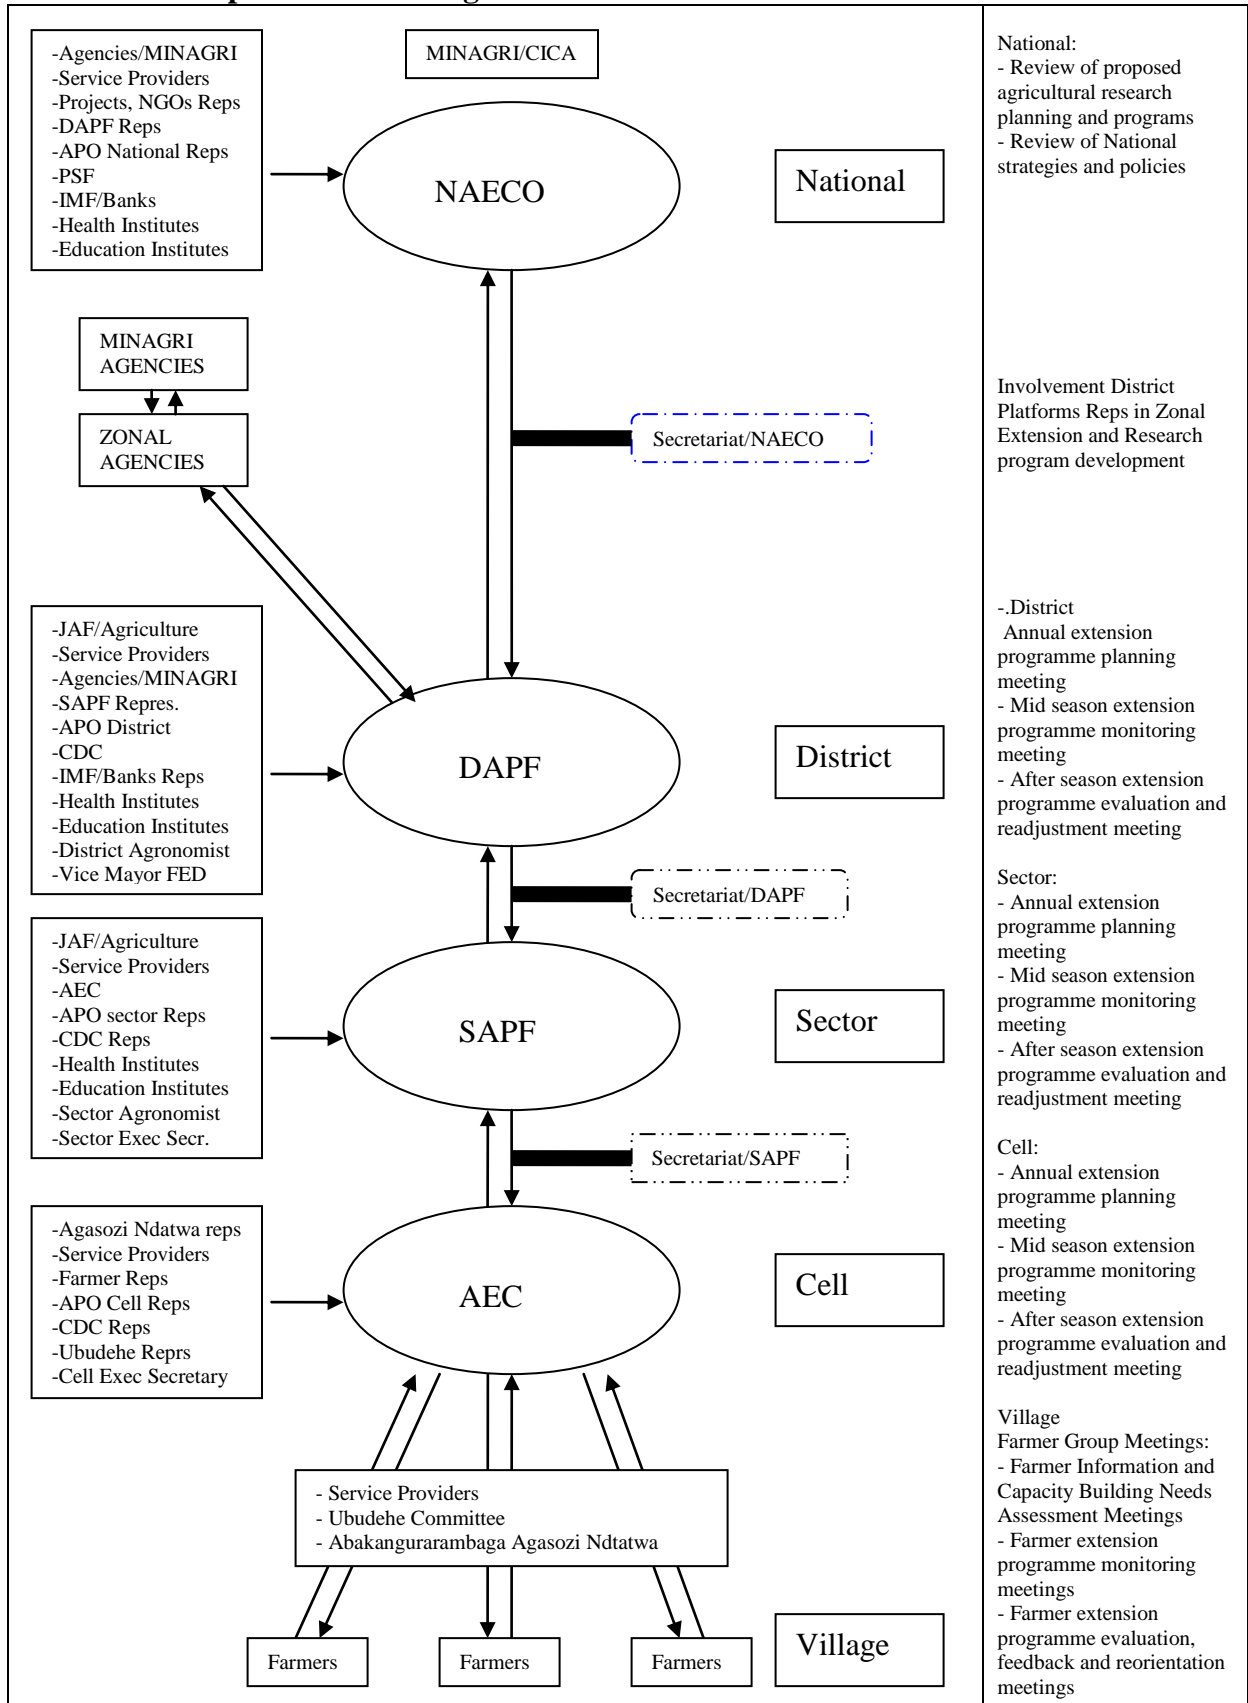 -Agencies/MINAGRI
-Service Providers
-Projects, NGOs Reps
-DAPF Reps
-APO National Reps
-PSF
-IMF/Banks
-Health Institutes
-Education Institutes
MINAGRI/CICA
NAECO
National
MINAGRI
AGENCIES
ZONAL
AGENCIES
Secretariat/NAECO
-JAF/Agriculture
-Service Providers
-Agencies/MINAGRI
-SAPF Repres.
-APO District
-CDC
-IMF/Banks Reps
-Health Institutes
-Education Institutes
-District Agronomist
-Vice Mayor FED
DAPF
District
Secretariat/DAPF
-JAF/Agriculture
-Service Providers
-AEC
-APO sector Reps
-CDC Reps
-Health Institutes
-Education Institutes
-Sector Agronomist
-Sector Exec Secr.
SAPF
Sector
Secretariat/SAPF
-Agasozi Ndatwa reps
-Service Providers
-Farmer Reps
-APO Cell Reps
-CDC Reps
-Ubudehe Reprs
-Cell Exec Secretary
AEC
Cell
- Service Providers
- Ubudehe Committee
- Abakangurarambaga Agasozi Ndtatwa
Farmers
Farmers
Farmers
Village
National:
- Review of proposed
agricultural research
planning and programs
- Review of National
strategies and policies
Involvement District
Platforms Reps in Zonal
Extension and Research
program development
-.District
Annual extension
programme planning
meeting
- Mid season extension
programme monitoring
meeting
- After season extension
programme evaluation and
readjustment meeting
Sector:
- Annual extension
programme planning
meeting
- Mid season extension
programme monitoring
meeting
- After season extension
programme evaluation and
readjustment meeting
Cell:
- Annual extension
programme planning
meeting
- Mid season extension
programme monitoring
meeting
- After season extension
programme evaluation and
readjustment meeting
Village
Farmer Group Meetings:
- Farmer Information and
Capacity Building Needs
Assessment Meetings
- Farmer extension
programme monitoring
meetings
- Farmer extension
programme evaluation,
feedback and reorientation
meetings